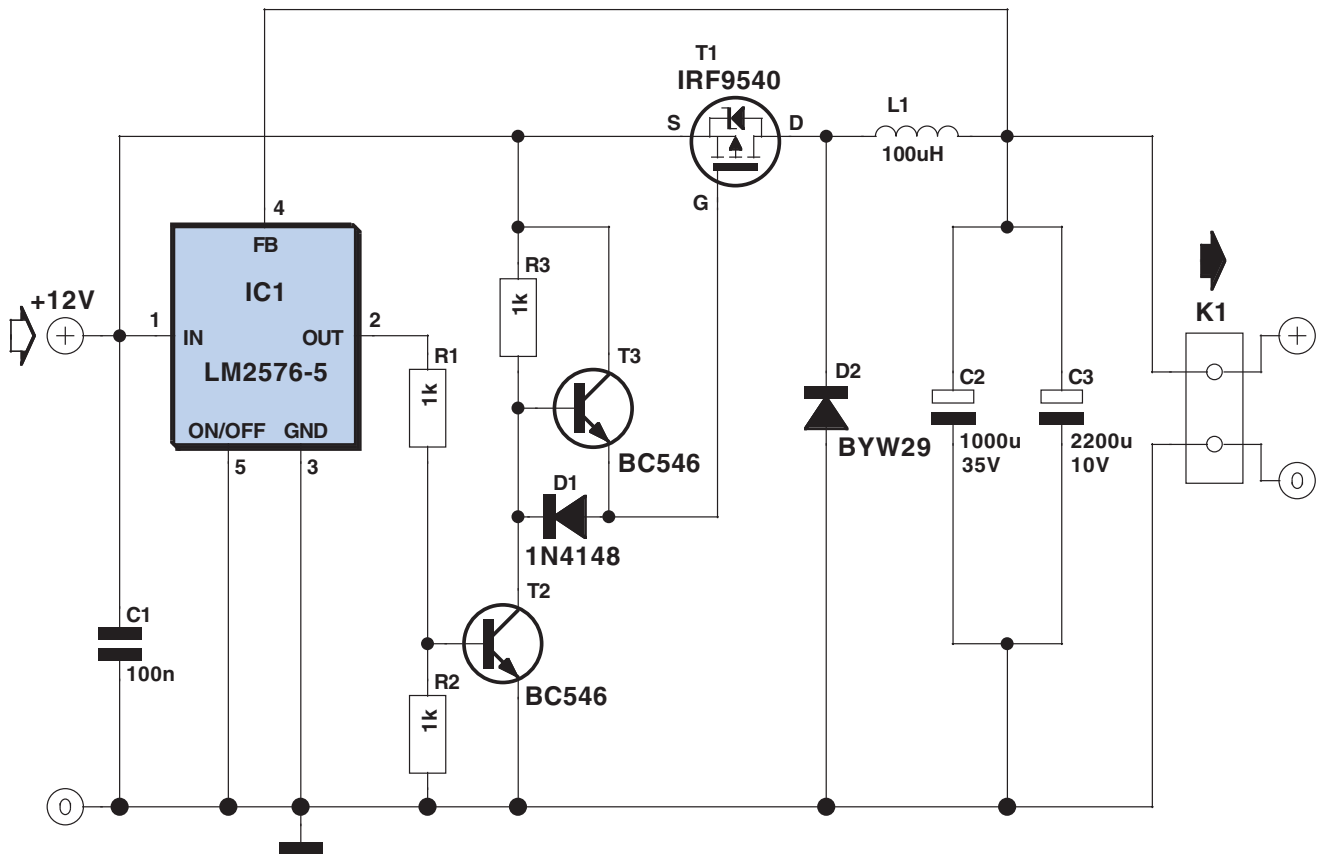 T1
IRF9540
S
D
G
L1
100uH
4
FB
IC1
+12V
1
IN
OUT
2
LM2576-5
ON/OFF
GND
5
3
R1
1k
R3
1k
T3
BC546
D1
1N4148
T2
BC546
R2
1k
C1
100n
D2
BYW29
C2
1000u
35V
C3
2200u
10V
K1
+
0
+
0